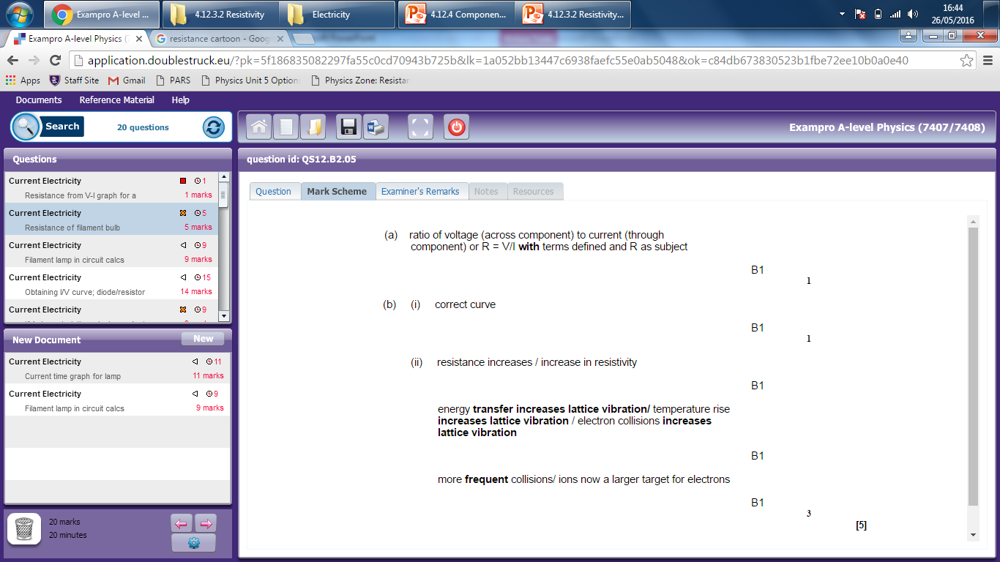 Exampro A-level ...
4.12.3.2 Resistivity
Electricity
4.12.4 Componen...
4.12.3.2 Resistivity...
16:44
26/05/2016
Exampro A-level Physics (7
resistance cartoon - Goog
application.doublestruck.eu/?pk=5f186835082297fa55c0cd70943b725b&lk=1a052bb13447c6938faefc55e0ab5048&ok=c84db673830523b1fbe72ee10b0a0e40
Apps Staff Site Gmail PARS Physics Unit 5 Option Physics Zone: Resistan
Documents Reference Material Help
Search 20 questions
Exampro A-level Physics (7407/7408)
Questions
Current Electricity 1
Resistance from V-I graph for a 1 marks
Current Electricity 5
Resistance of filament bulb 5 marks
Current Electricity 9
Filament lamp in circuit calcs 9 marks
Current Electricity 15
Obtaining I/V curve; diode/resistor 14 marks
Current Electricity 9
New Document New
Current Electricity 11
Current time graph for lamp 11 marks
Current Electricity 9
Filament lamp in circuit calcs 9 marks
20 marks
20 minutes
question id: QS12.B2.05
Question Mark Scheme Examiner's Remarks Notes Resources
(a) ratio of voltage (across component) to current (through
component) or R = V/I with terms defined and R as subject
B1
1
(b) (i) correct curve
B1
1
(ii) resistance increases / increase in resistivity
B1
energy transfer increases lattice vibration/ temperature rise
increases lattice vibration / electron collisions increases
lattice vibration
B1
more frequent collisions/ ions now a larger target for electrons
B1
3
[5]